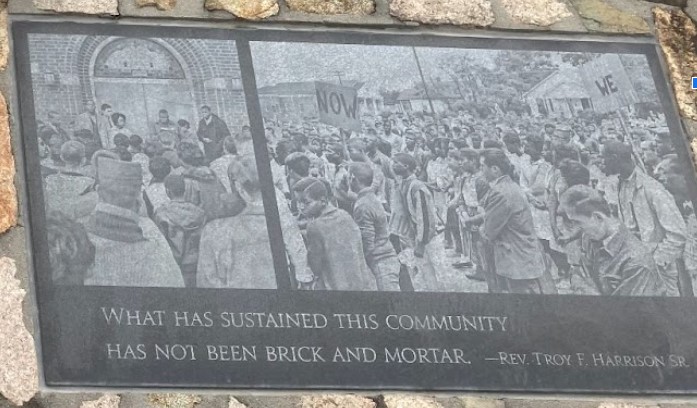 NOW
WE
WHAT HAS SUSTAINED THIS COMMUNITY
HAS NOT BEEN BRICK AND MORTAR. —REV. TROY F. HARRISON SR.